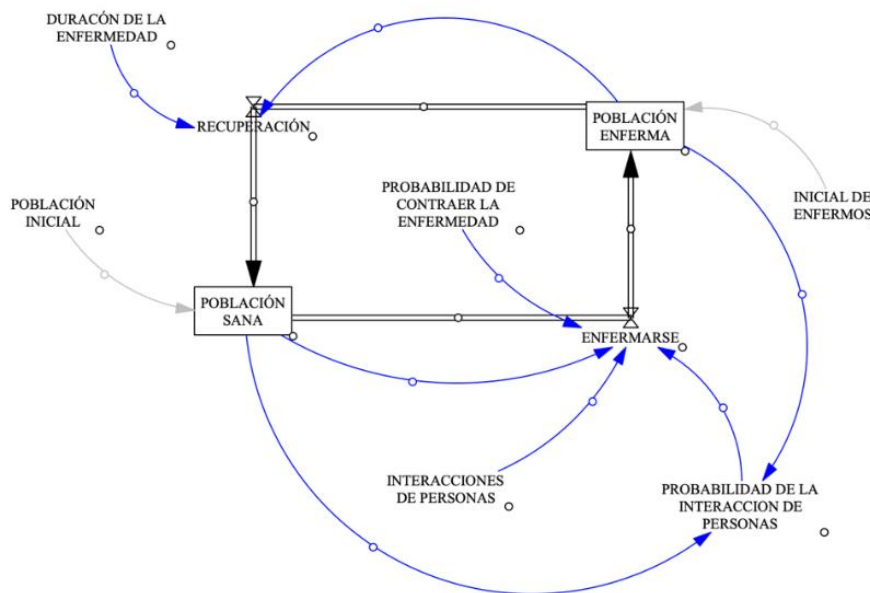 DURACÓN DE LA
ENFERMEDAD
RECUPERACIÓN
POBLACIÓN
ENFERMA
POBLACIÓN
INICIAL
PROBABILIDAD DE
CONTRAER LA
ENFERMEDAD
INICIAL DE
ENFERMOS
POBLACIÓN
SANA
ENFERMARSE
INTERACCIONES
DE PERSONAS
PROBABILIDAD DE LA
INTERACCION DE
PERSONAS